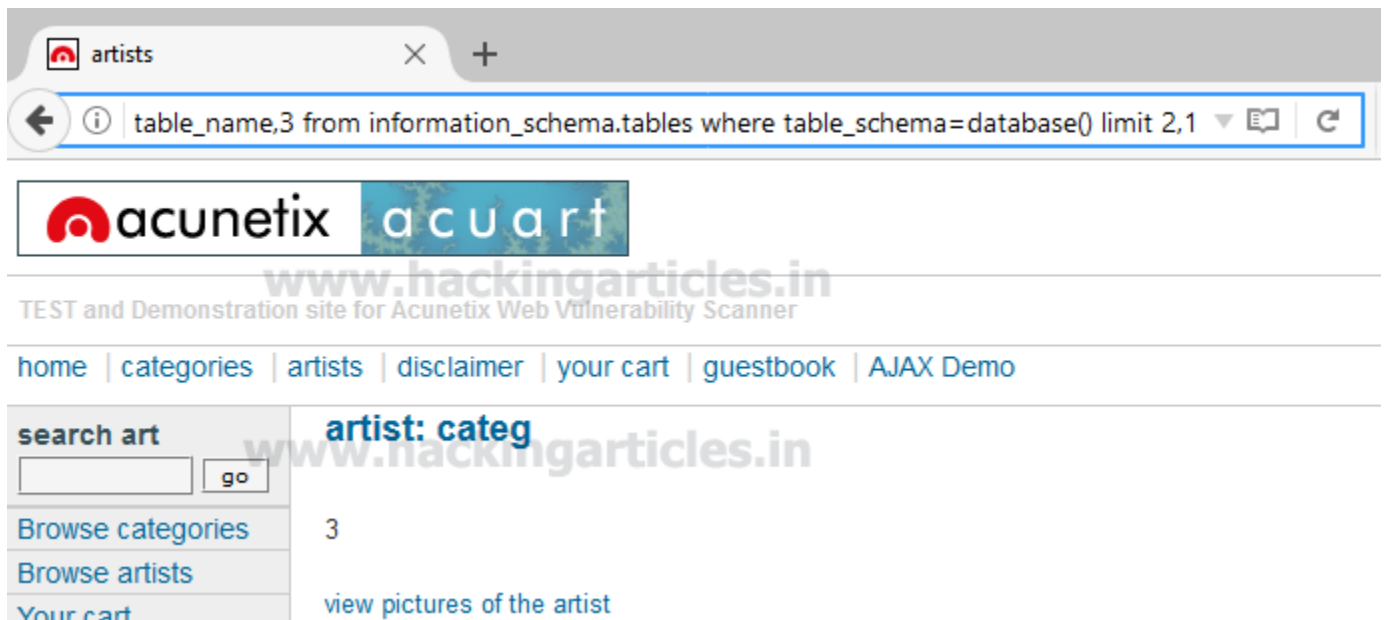 artists
table_name,3 from information_schema.tables where table_schema=database() limit 2,1
acunetix acuart
www.hackingarticles.in
TEST and Demonstration site for Acunetix Web Vulnerability Scanner
home | categories | artists | disclaimer | your cart | guestbook | AJAX Demo
search art
go
artist: categ
www.hackingarticles.in
Browse categories
3
Browse artists
view pictures of the artist
Your cart